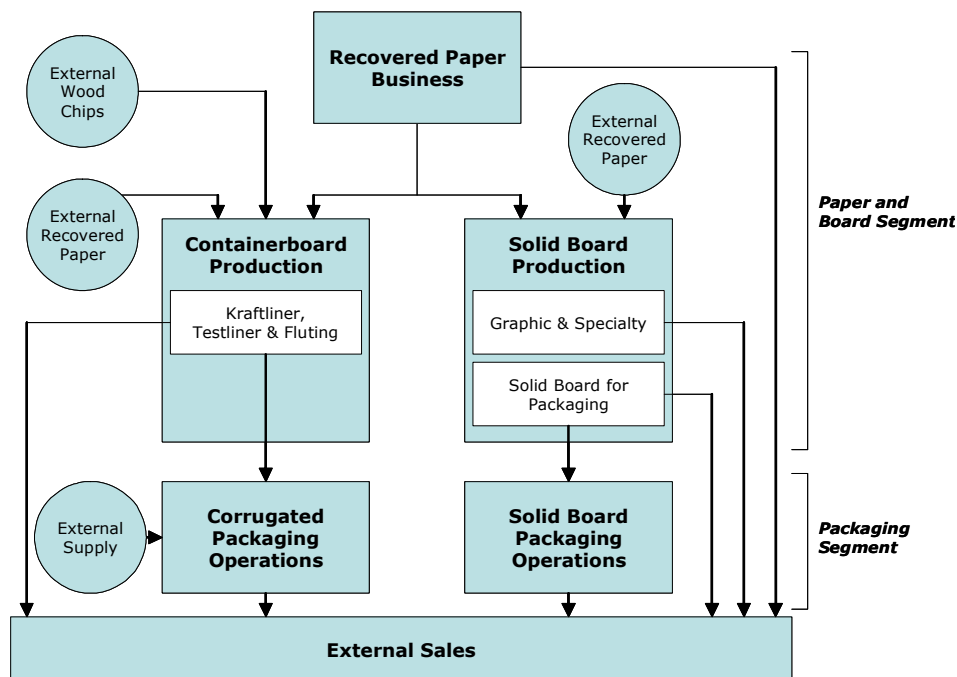 Recovered Paper
Business
External
Wood
Chips
External
Recovered
Paper
External
Recovered
Paper
Paper and
Board Segment
Containerboard
Production
Solid Board
Production
Kraftliner,
Testliner & Fluting
Graphic & Specialty
Solid Board for
Packaging
External
Supply
Corrugated
Packaging
Operations
Solid Board
Packaging
Operations
Packaging
Segment
External Sales